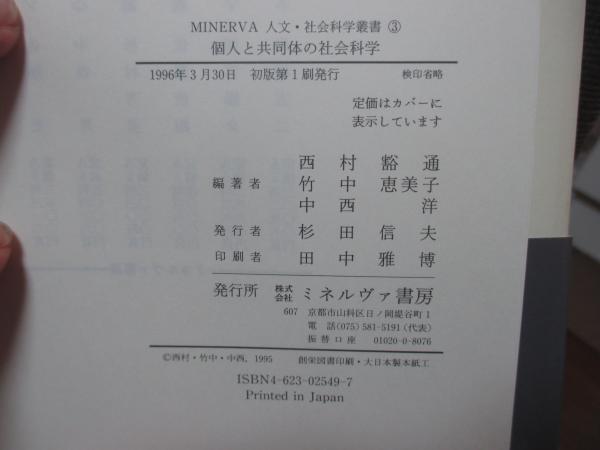 MINERVA 人文・社会科学叢書 ③
個人と共同体の社会科学
1996年3月30日 初版第1刷発行 検印省略
定価はカバーに
表示しています
西村豁通
編著者 竹中恵美子
中西洋
発行者 杉田信夫
印刷者 田中雅博
発行所 株式会社 ミネルヴァ書房
607 京都市山科区日ノ岡堤谷町1
電話(075)581-5191(代表)
振替口座 01020-0-8076
©西村・竹中・中西, 1995 創栄図書印刷・大日本製本紙工
ISBN4-623-02549-7
Printed in Japan